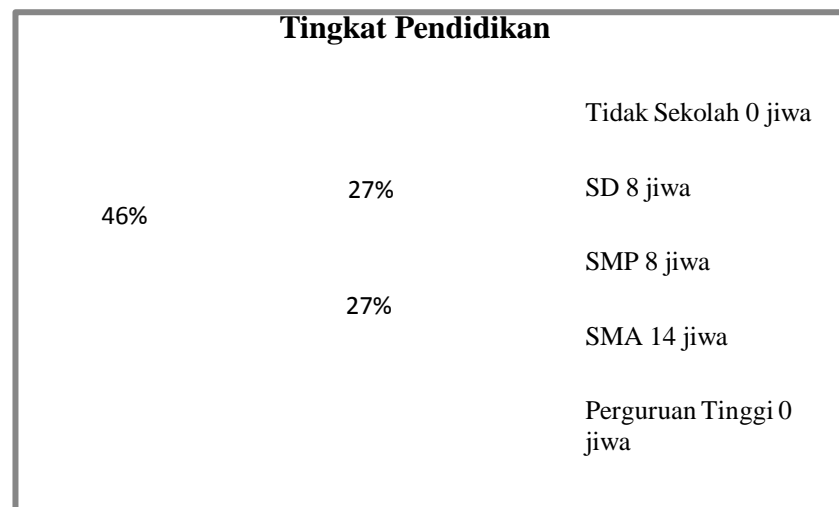 Tingkat Pendidikan
Tidak Sekolah 0 jiwa
27%
SD 8 jiwa
46%
SMP 8 jiwa
27%
SMA 14 jiwa
Perguruan Tinggi 0
jiwa